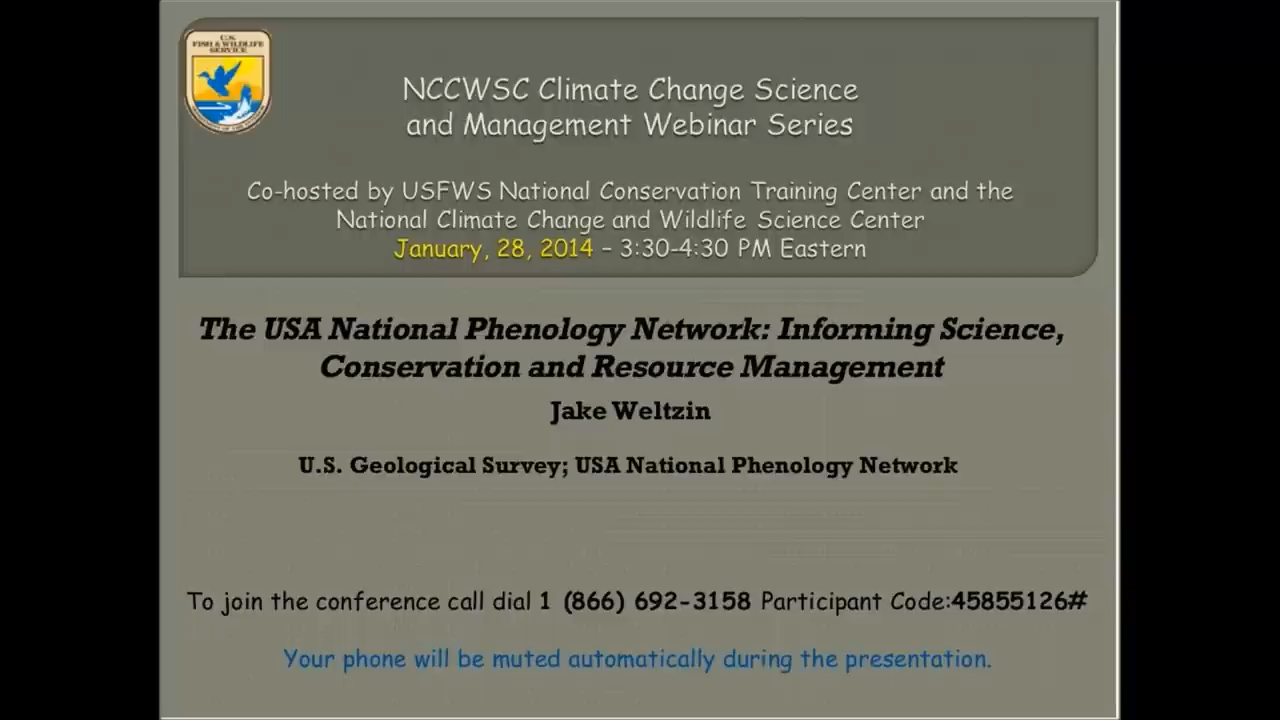 U.S.
FISH & WILDLIFE
SERVICE
NCCWSC Climate Change Science
and Management Webinar Series
Co-hosted by USFWS National Conservation Training Center and the
National Climate Change and Wildlife Science Center
January, 28, 2014 – 3:30-4:30 PM Eastern
The USA National Phenology Network: Informing Science,
Conservation and Resource Management
Jake Weltzin
U.S. Geological Survey; USA National Phenology Network
To join the conference call dial 1 (866) 692-3158 Participant Code:45855126#
Your phone will be muted automatically during the presentation.